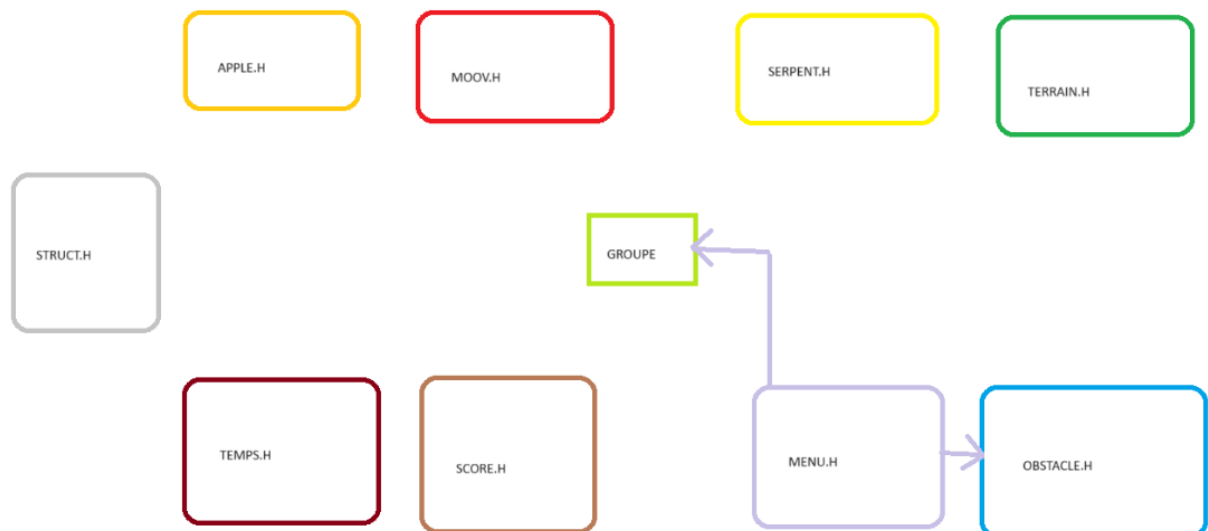 APPLE.H
MOOV.H
SERPENT.H
TERRAIN.H
STRUCT.H
GROUPE
TEMPS.H
SCORE.H
MENU.H
OBSTACLE.H